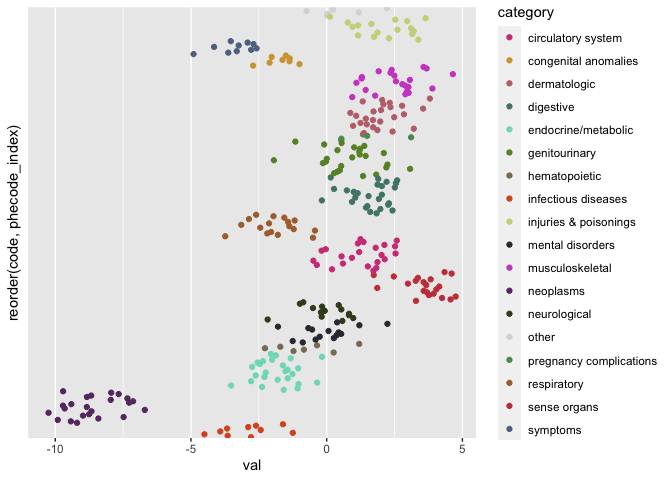 category
circulatory system
congenital anomalies
dermatologic
digestive
endocrine/metabolic
genitourinary
hematopoietic
infectious diseases
injuries & poisonings
mental disorders
musculoskeletal
neoplasms
neurological
other
pregnancy complications
respiratory
sense organs
symptoms
reorder(code, phecode_index)
-10
-5
0
5
val